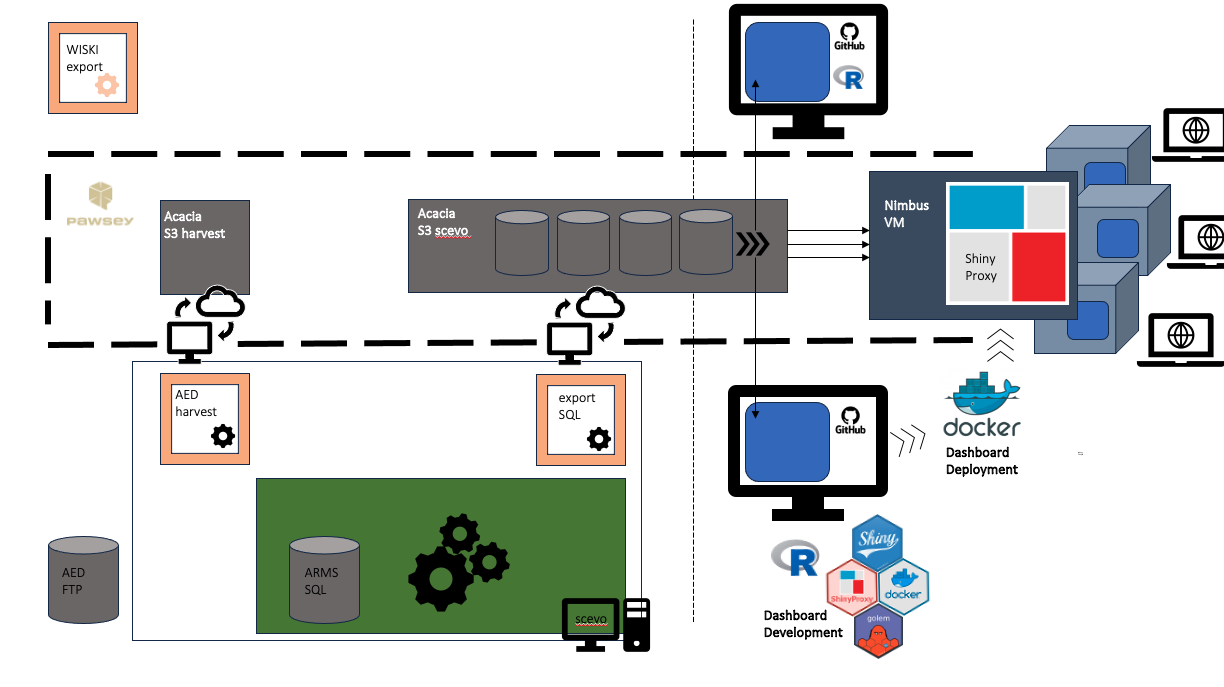 WISKI
export
GitHub
R
PAWSEY
Acacia
S3 harvest
Acacia
S3 scevo
Nimbus
VM
Shiny
Proxy
AED
harvest
export
SQL
GitHub
docker
Dashboard
Deployment
AED
FTP
ARMS
SQL
scevo
R
Shiny
ShinyProxy
docker
golem
Dashboard
Development